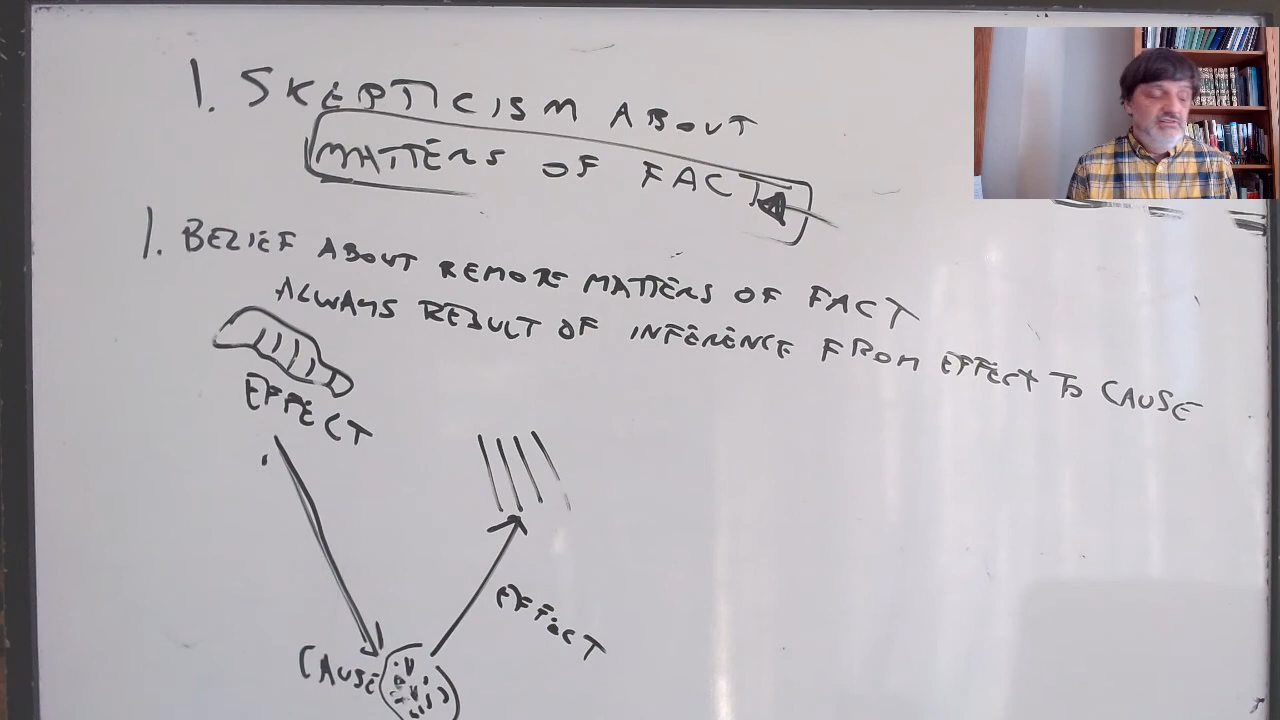 1. SKEPTICISM ABOUT
MATTERS OF FACT
1. BELIEF ABOUT REMOTE MATTERS OF FACT
ALWAYS RESULT OF INFERENCE FROM EFFECT TO CAUSE
EFFECT
EFFECT
CAUSE